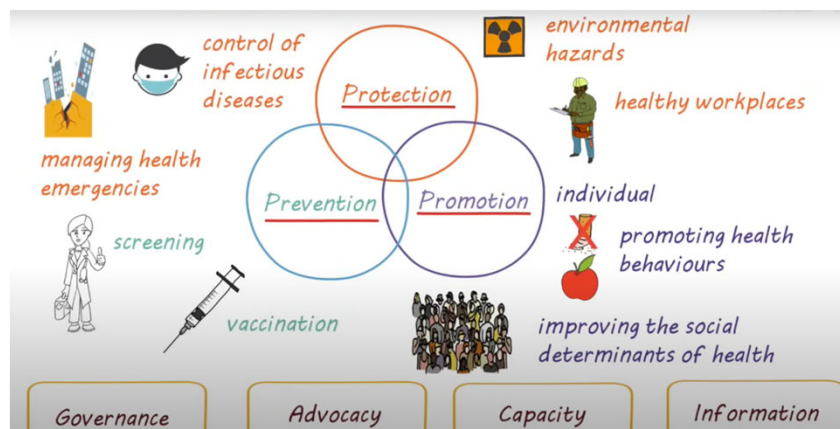 control of
infectious
diseases
Protection
environmental
hazards
healthy workplaces
managing health
emergencies
Prevention
Promotion
individual
screening
promoting health
behaviours
vaccination
improving the social
determinants of health
Governance
Advocacy
Capacity
Information